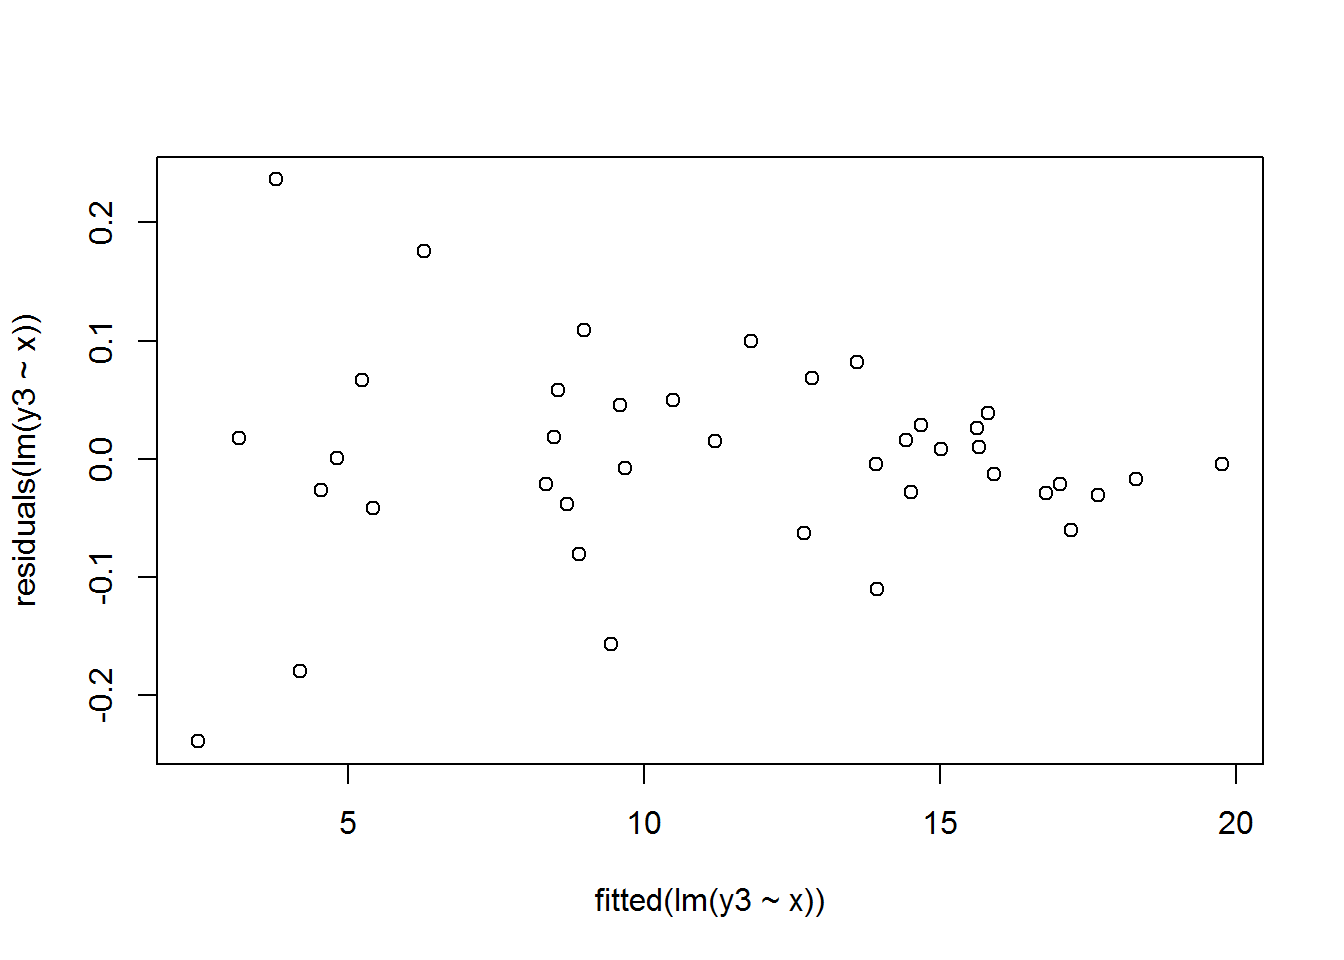 residuals(lm(y3 ~ x))
0.2
0.1
0.0
-0.1
-0.2
5 10 15 20
fitted(lm(y3 ~ x))